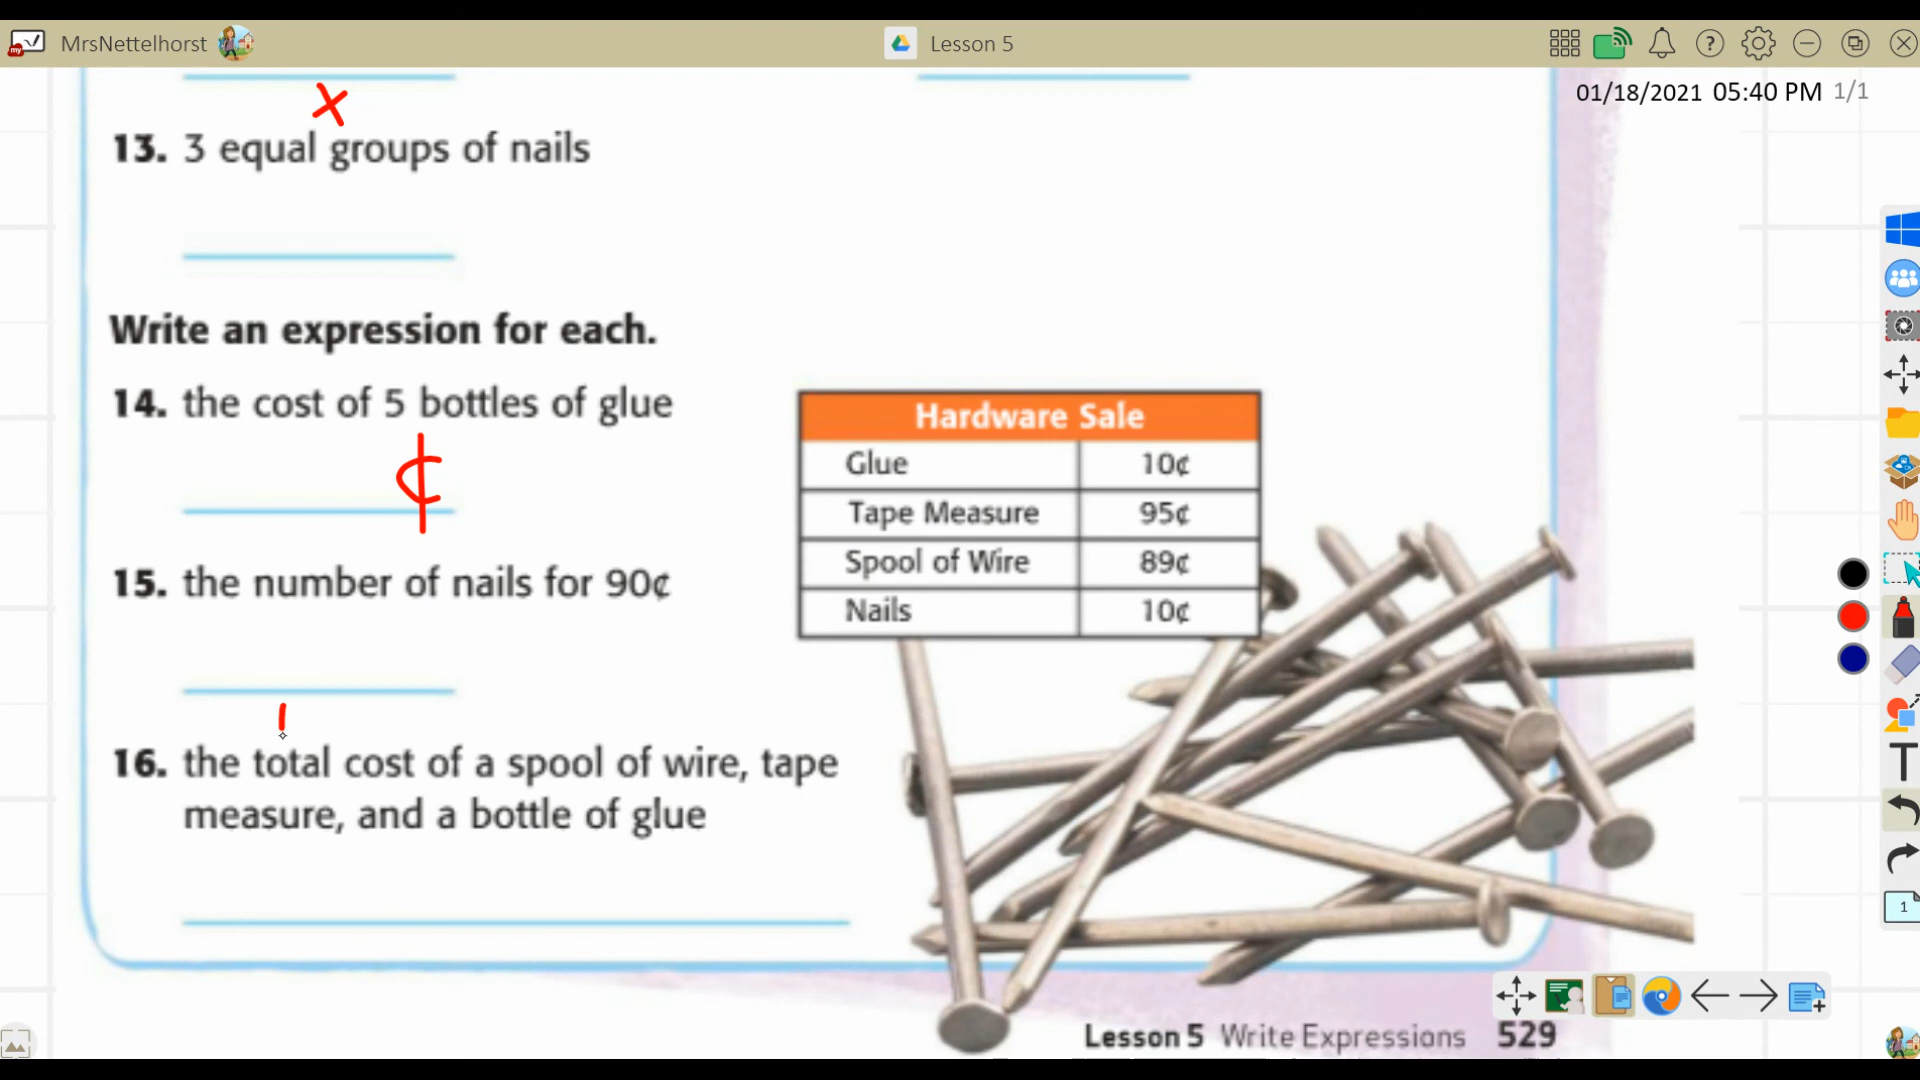 MrsNettelhorst
Lesson 5
01/18/2021 05:40 PM 1/1
x
13. 3 equal groups of nails
Write an expression for each.
14. the cost of 5 bottles of glue
¢
15. the number of nails for 90¢
16. the total cost of a spool of wire, tape
measure, and a bottle of glue
Hardware Sale
Glue 10¢
Tape Measure 95¢
Spool of Wire 89¢
Nails 10¢
Lesson 5 Write Expressions 529
1